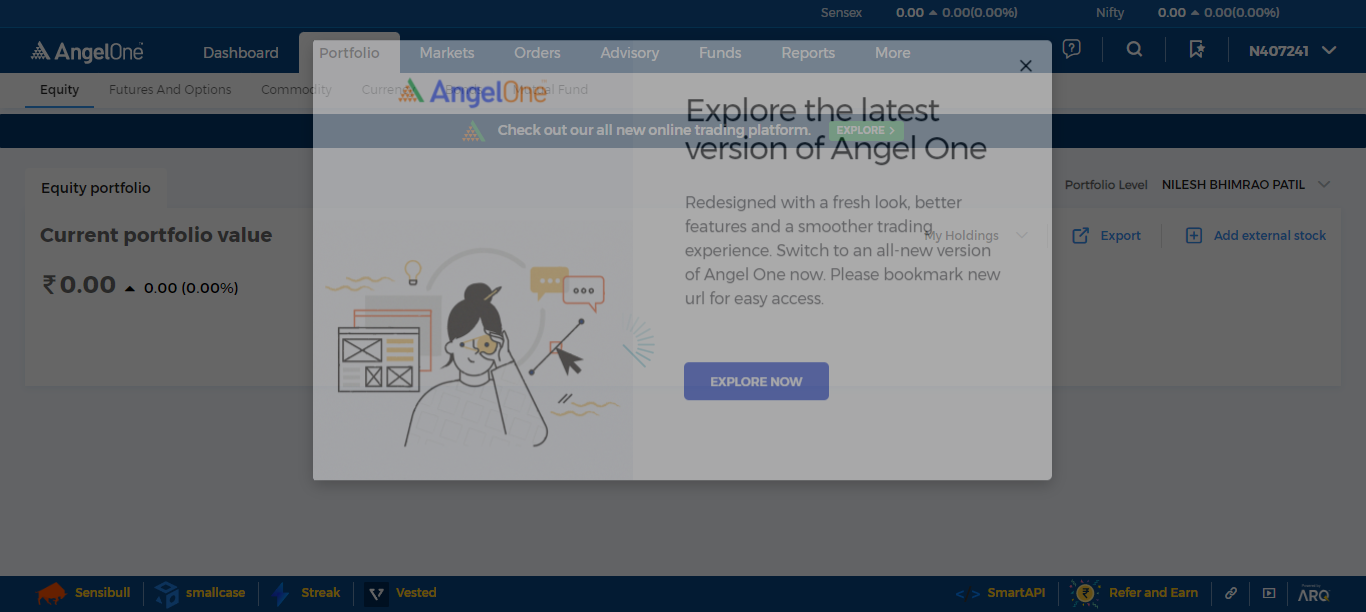 Sensex 0.00 0.00(0.00%) Nifty 0.00 0.00(0.00%)
AngelOne Dashboard Portfolio Markets Orders Advisory Funds Reports More N407241
Equity Futures And Options Commodity Mutual Fund
AngelOne
Check out our all new online trading platform. EXPLORE
Explore the latest
version of Angel One
Equity portfolio
Portfolio Level NILESH BHIMRAO PATIL
Current portfolio value
My Holdings Export Add external stock
₹0.00 0.00 (0.00%)
Redesigned with a fresh look, better
features and a smoother trading
experience. Switch to an all-new version
of Angel One now. Please bookmark new
url for easy access.
EXPLORE NOW
Sensibull smallcase Streak Vested < > SmartAPI Refer and Earn ARQ